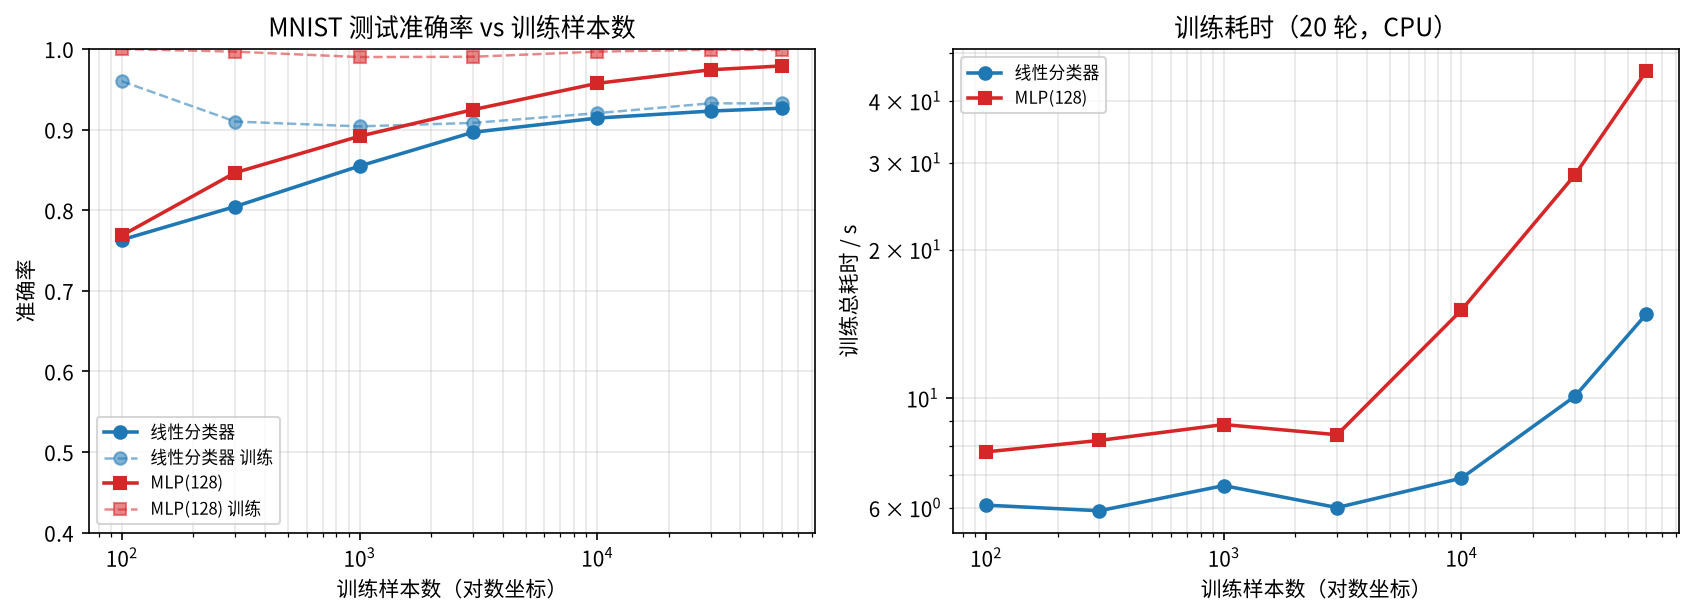 MNIST 测试准确率 vs 训练样本数
准确率
1.0
0.9
0.8
0.7
0.6
0.5
0.4
线性分类器
线性分类器 训练
MLP(128)
MLP(128) 训练
10²
10³
10⁴
训练样本数（对数坐标）
训练耗时（20 轮，CPU）
训练总耗时 / s
4 × 10¹
3 × 10¹
2 × 10¹
10¹
6 × 10⁰
线性分类器
MLP(128)
10²
10³
10⁴
训练样本数（对数坐标）